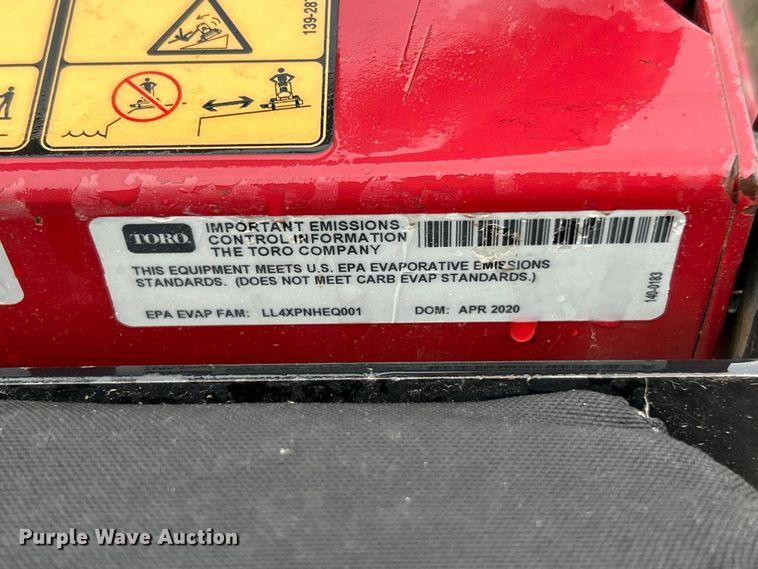 139-281
TORO
IMPORTANT EMISSIONS
CONTROL INFORMATION
THE TORO COMPANY
THIS EQUIPMENT MEETS U.S. EPA EVAPORATIVE EMISSIONS
STANDARDS. (DOES NOT MEET CARB EVAP STANDARDS.)
EPA EVAP FAM: LL4XPNHEQ001 DOM: APR 2020
140-0183
Purple Wave Auction